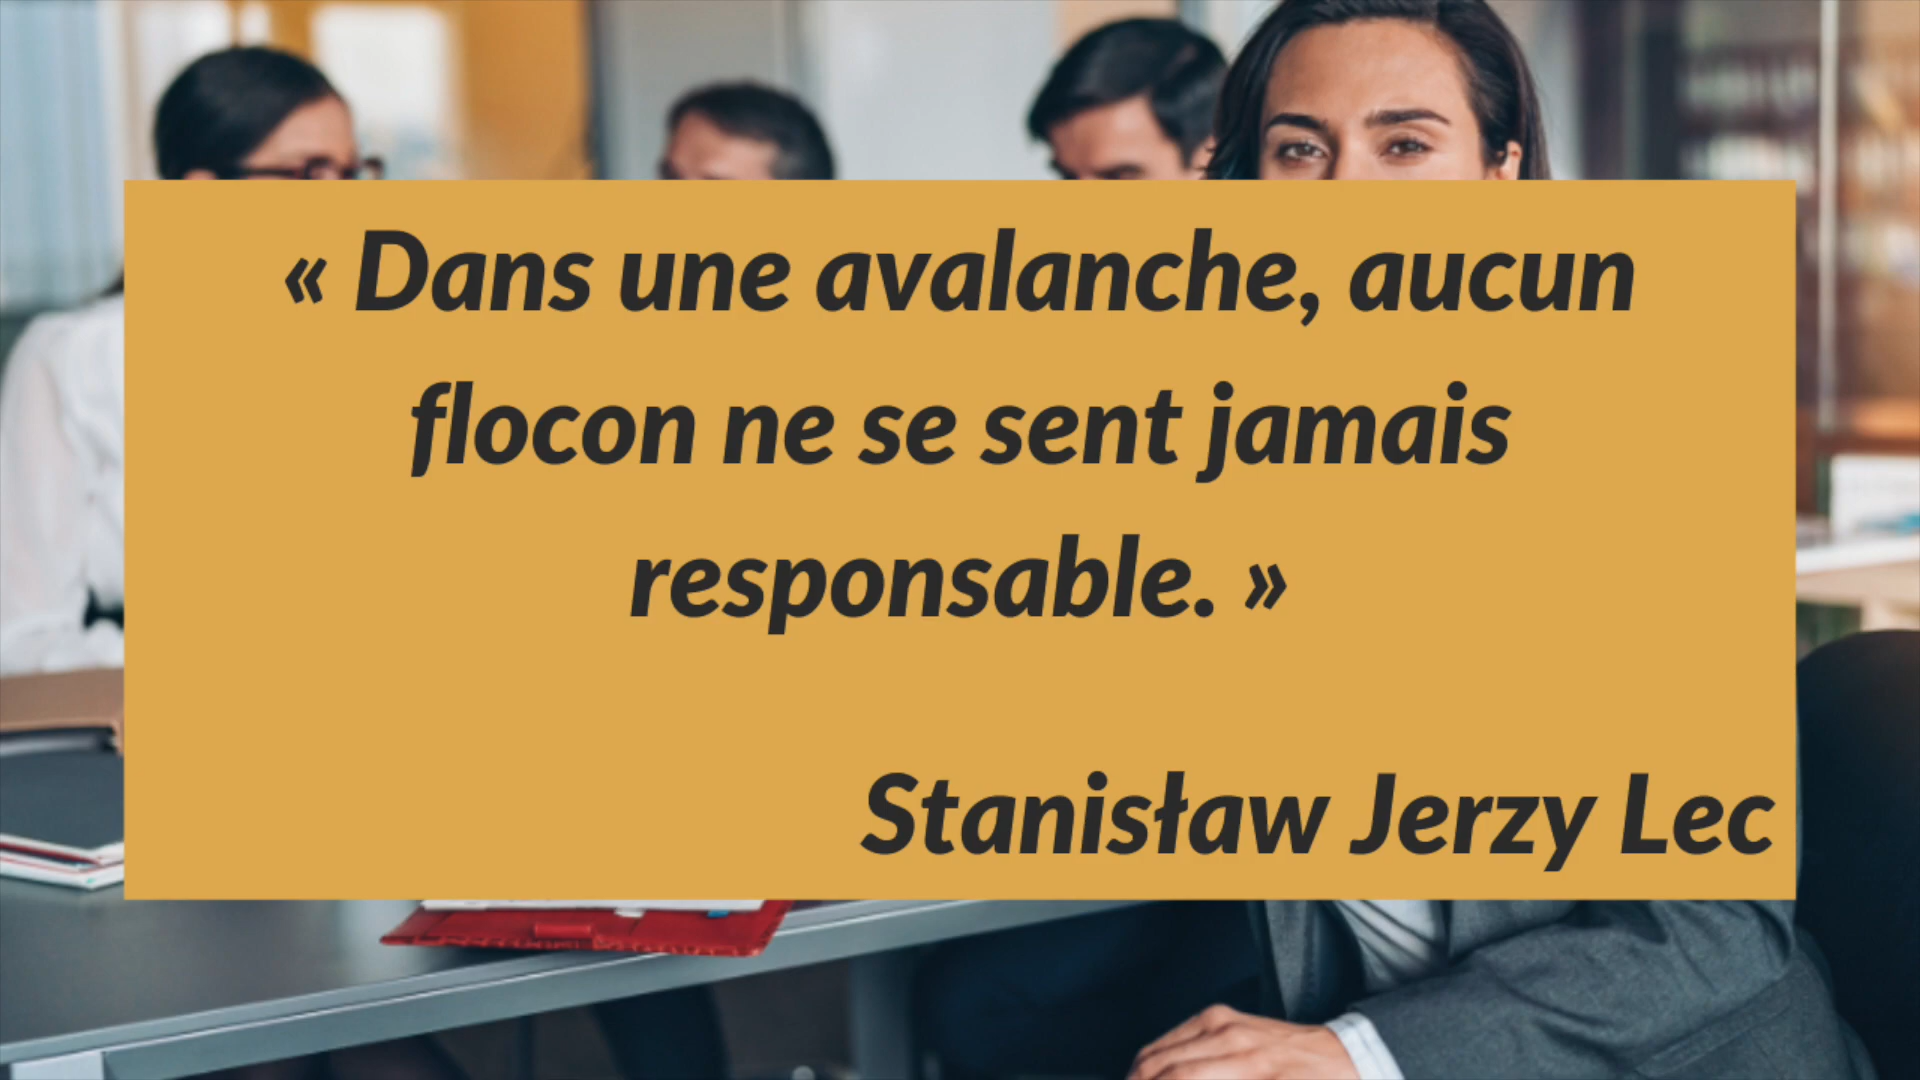 « Dans une avalanche, aucun
flocon ne se sent jamais
responsable. »
Stanisław Jerzy Lec